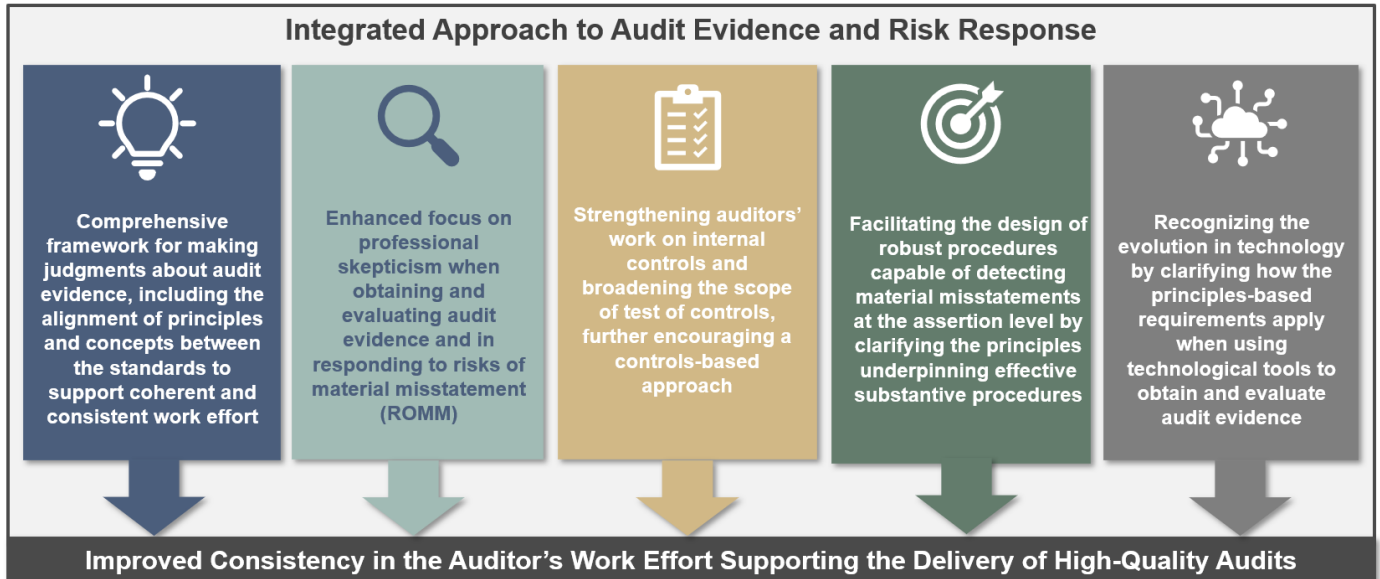 Integrated Approach to Audit Evidence and Risk Response
Comprehensive
framework for making
judgments about audit
evidence, including the
alignment of principles
and concepts between
the standards to
support coherent and
consistent work effort
Enhanced focus on
professional
skepticism when
obtaining and
evaluating audit
evidence and in
responding to risks of
material misstatement
(ROMM)
Strengthening auditors’
work on internal
controls and
broadening the scope
of test of controls,
further encouraging a
controls-based
approach
Facilitating the design of
robust procedures
capable of detecting
material misstatements
at the assertion level by
clarifying the principles
underpinning effective
substantive procedures
Recognizing the
evolution in technology
by clarifying how the
principles-based
requirements apply
when using
technological tools to
obtain and evaluate
audit evidence
Improved Consistency in the Auditor’s Work Effort Supporting the Delivery of High-Quality Audits